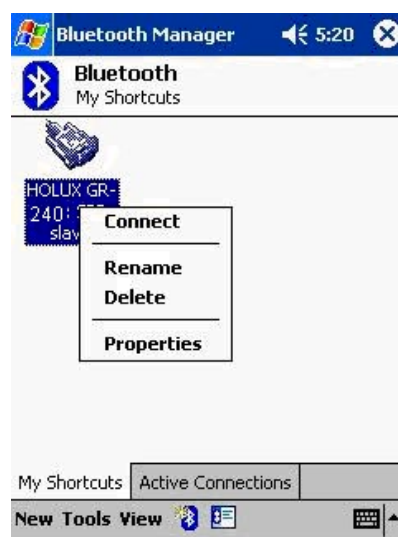 Bluetooth Manager 5:20
Bluetooth
My Shortcuts
HOLUX GR-
240:
slav
Connect
Rename
Delete
Properties
My Shortcuts Active Connections
New Tools View